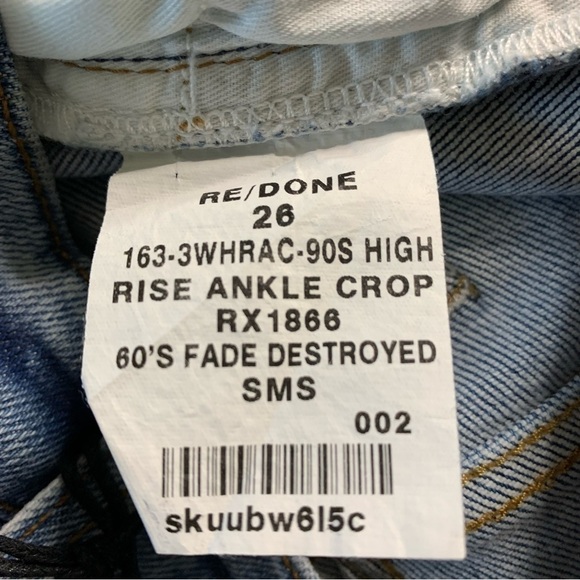 RE/DONE
26
163-3WHRAC-90S HIGH
RISE ANKLE CROP
RX1866
60'S FADE DESTROYED
SMS
002
skuubw6l5c